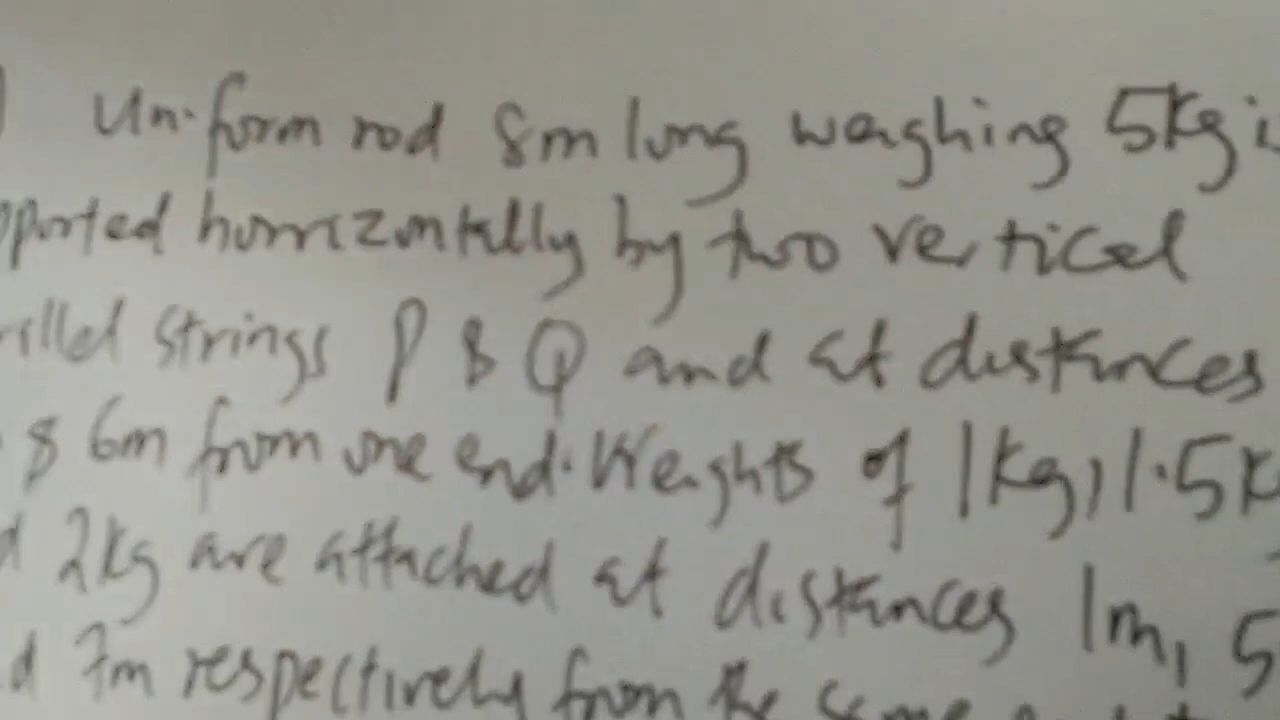 Uniform rod 8m long weighing 5kg i
pported horrizontally by two vertical
rallel strings P & Q and at distances
& 6m from one end. Weights of 1kg, 1.5k
d 2kg are attached at distances 1m, 5
d 7m respectively from the same